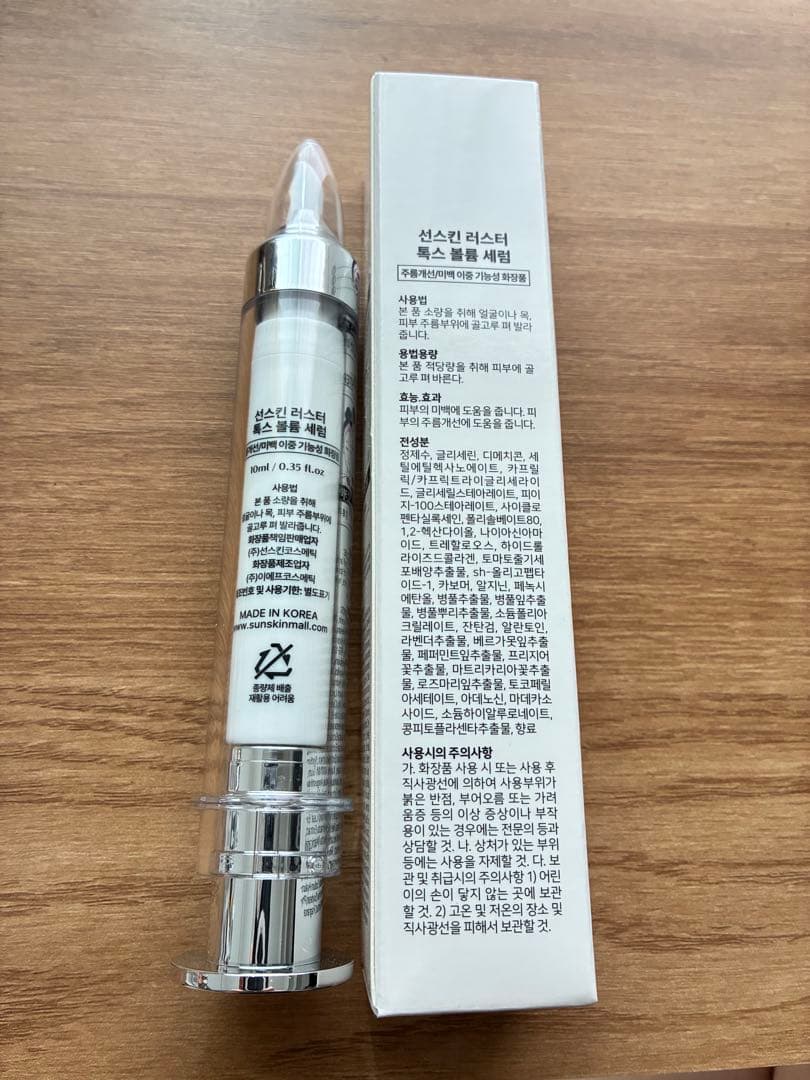 선스킨 러스터
톡스 볼륨 세럼
주름개선/미백 이중 기능성 화장품
10ml / 0.35 fl.oz
사용법
본 품 소량을 취해
얼굴이나 목, 피부 주름부위에
골고루 펴 발라줍니다.
화장품책임판매업자
(주)선스킨코스메틱
화장품제조업자
(주)이에프코스메틱
번호 및 사용기한: 별도표기
MADE IN KOREA
www.sunskinmall.com
종량제 배출
재활용 어려움
선스킨 러스터
톡스 볼륨 세럼
주름개선/미백 이중 기능성 화장품
사용법
본 품 소량을 취해 얼굴이나 목,
피부 주름부위에 골고루 펴 발라
줍니다.
용법용량
본 품 적당량을 취해 피부에 골
고루 펴 바른다.
효능,효과
피부의 미백에 도움을 줍니다. 피
부의 주름개선에 도움을 줍니다.
전성분
정제수, 글리세린, 디메치콘, 세
틸에틸헥사노에이트, 카프릴
릭/카프릭트라이글리세라이
드, 글리세릴스테아레이트, 피이
지-100스테아레이트, 사이클로
펜타실록세인, 폴리솔베이트80,
1,2-헥산다이올, 나이아신아마
이드, 트레할로오스, 하이드롤
라이즈드콜라겐, 토마토줄기세
포배양추출물, sh-올리고펩타
이드-1, 카보머, 알지닌, 페녹시
에탄올, 병풀추출물, 병풀잎추출
물, 병풀뿌리추출물, 소듐폴리아
크릴레이트, 잔탄검, 알란토인,
라벤더추출물, 베르가못잎추출
물, 페퍼민트잎추출물, 프리지어
꽃추출물, 마트리카리아꽃추출
물, 로즈마리잎추출물, 토코페릴
아세테이트, 아데노신, 마데카소
사이드, 소듐하이알루로네이트,
콩피토플라센타추출물, 향료
사용시의 주의사항
가. 화장품 사용 시 또는 사용 후
직사광선에 의하여 사용부위가
붉은 반점, 부어오름 또는 가려
움증 등의 이상 증상이나 부작
용이 있는 경우에는 전문의 등과
상담할 것. 나. 상처가 있는 부위
등에는 사용을 자제할 것. 다. 보
관 및 취급시의 주의사항 1) 어린
이의 손이 닿지 않는 곳에 보관
할 것. 2) 고온 및 저온의 장소 및
직사광선을 피해서 보관할 것.